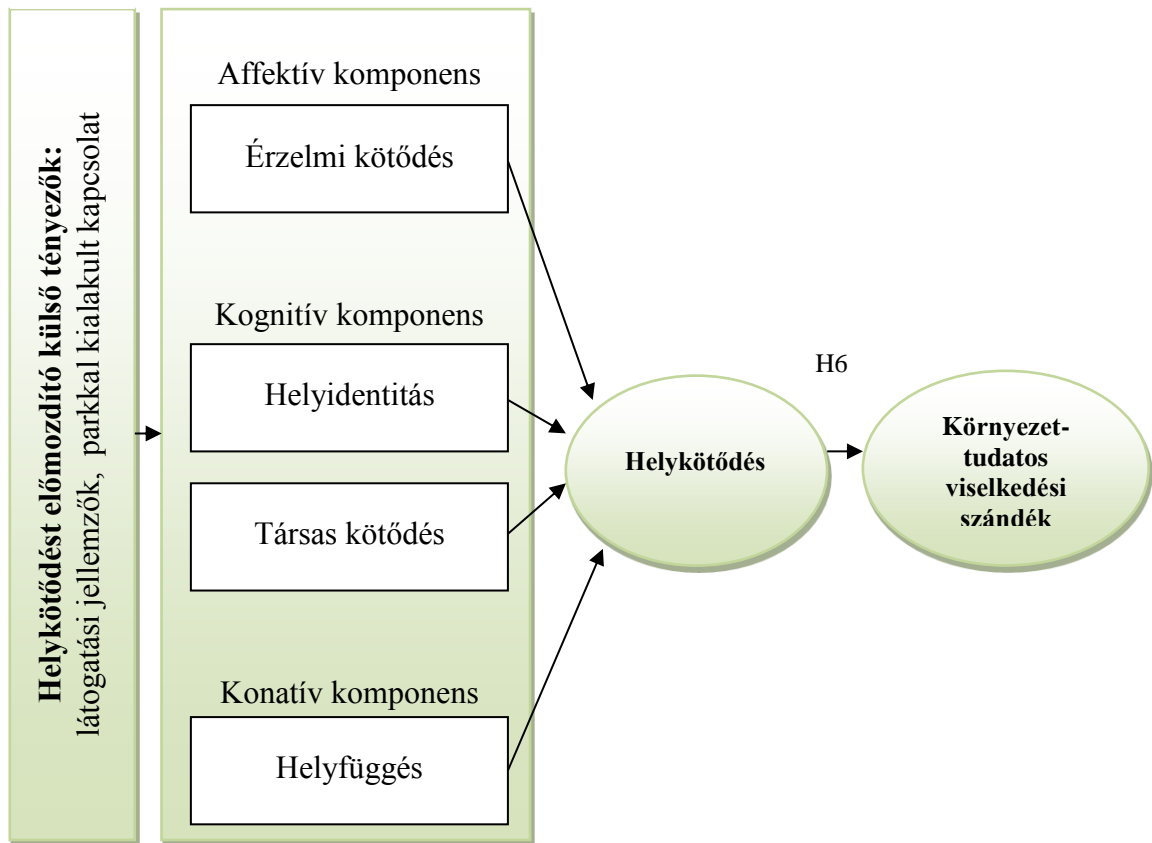 Helykötődést előmozdító külső tényezők:
látogatási jellemzők, parkkal kialakult kapcsolat
Affektív komponens
Érzelmi kötődés
Kognitív komponens
Helyidentitás
Társas kötődés
Konatív komponens
Helyfüggés
Helykötődés
H6
Környezet-
tudatos
viselkedési
szándék